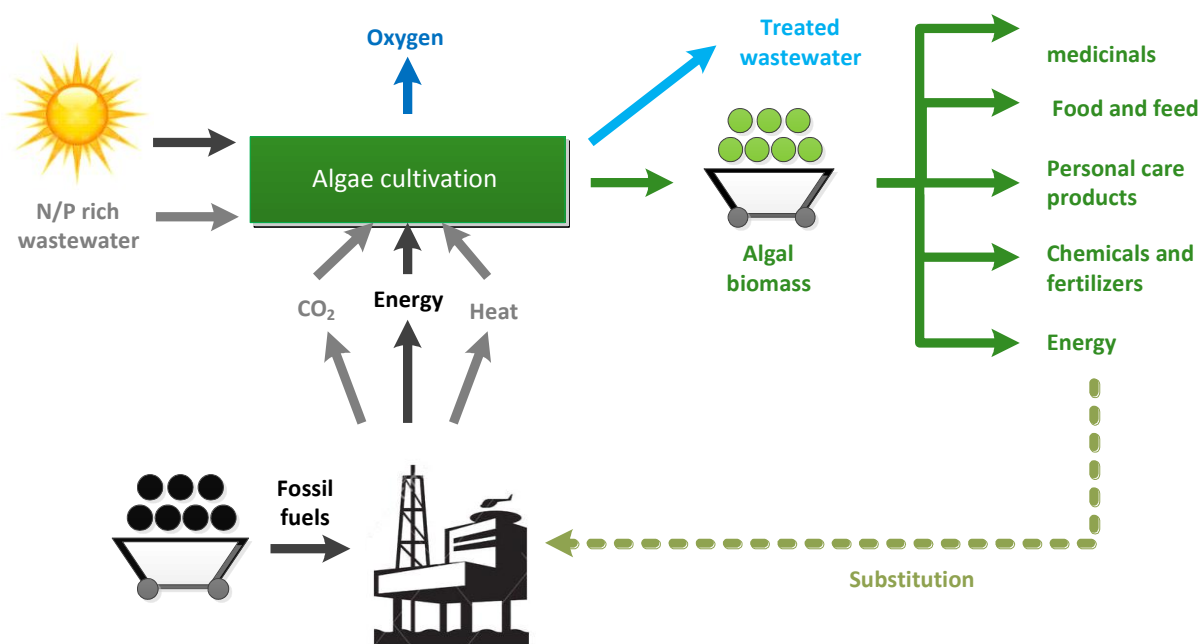 Oxygen
Treated
wastewater
medicinals
Food and feed
Algae cultivation
Personal care
products
N/P rich
wastewater
Algal
biomass
Chemicals and
fertilizers
CO₂
Energy
Heat
Energy
Fossil
fuels
Substitution